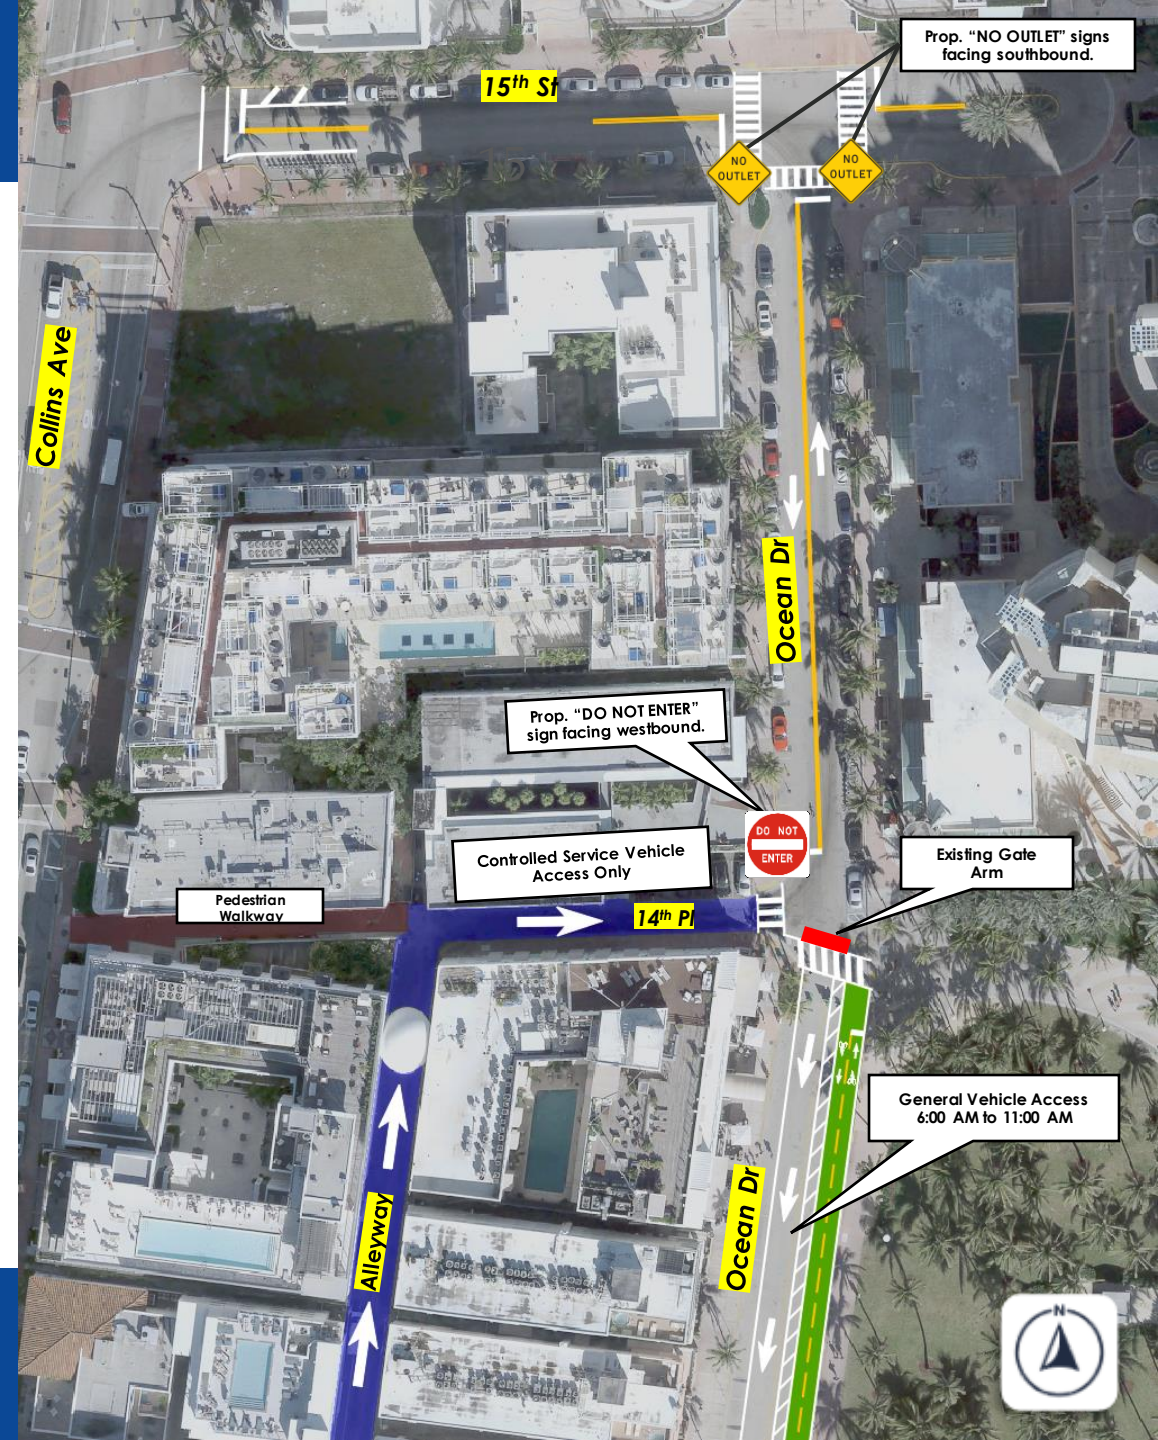 Prop. “NO OUTLET” signs
facing southbound.
15th St
NO
OUTLET
NO
OUTLET
Collins Ave
Ocean Dr
Prop. “DO NOT ENTER”
sign facing westbound.
DO NOT
ENTER
Controlled Service Vehicle
Access Only
Existing Gate
Arm
Pedestrian
Walkway
14th Pl
General Vehicle Access
6:00 AM to 11:00 AM
Ocean Dr
Alleyway
N